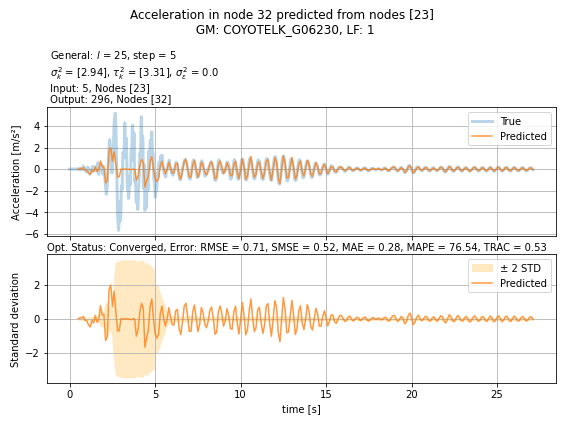 Acceleration in node 32 predicted from nodes [23]
GM: COYOTELK_G06230, LF: 1
General: l = 25, step = 5
σ²ₖ = [2.94], τ²ₖ = [3.31], σ²ε = 0.0
Input: 5, Nodes [23]
Output: 296, Nodes [32]
Acceleration [m/s²]
4
2
0
−2
−4
−6
True
Predicted
Opt. Status: Converged, Error: RMSE = 0.71, SMSE = 0.52, MAE = 0.28, MAPE = 76.54, TRAC = 0.53
Standard deviation
2
0
−2
± 2 STD
Predicted
0
5
10
15
20
25
time [s]